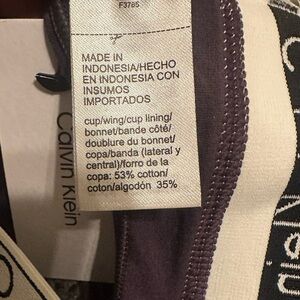 F3785
MADE IN
INDONESIA/HECHO
EN INDONESIA CON
INSUMOS
IMPORTADOS
cup/wing/cup lining/
bonnet/bande côté/
doublure du bonnet/
copa/banda (lateral y
central)/forro de la
copa: 53% cotton/
coton/algodón 35%
Calvin Klein